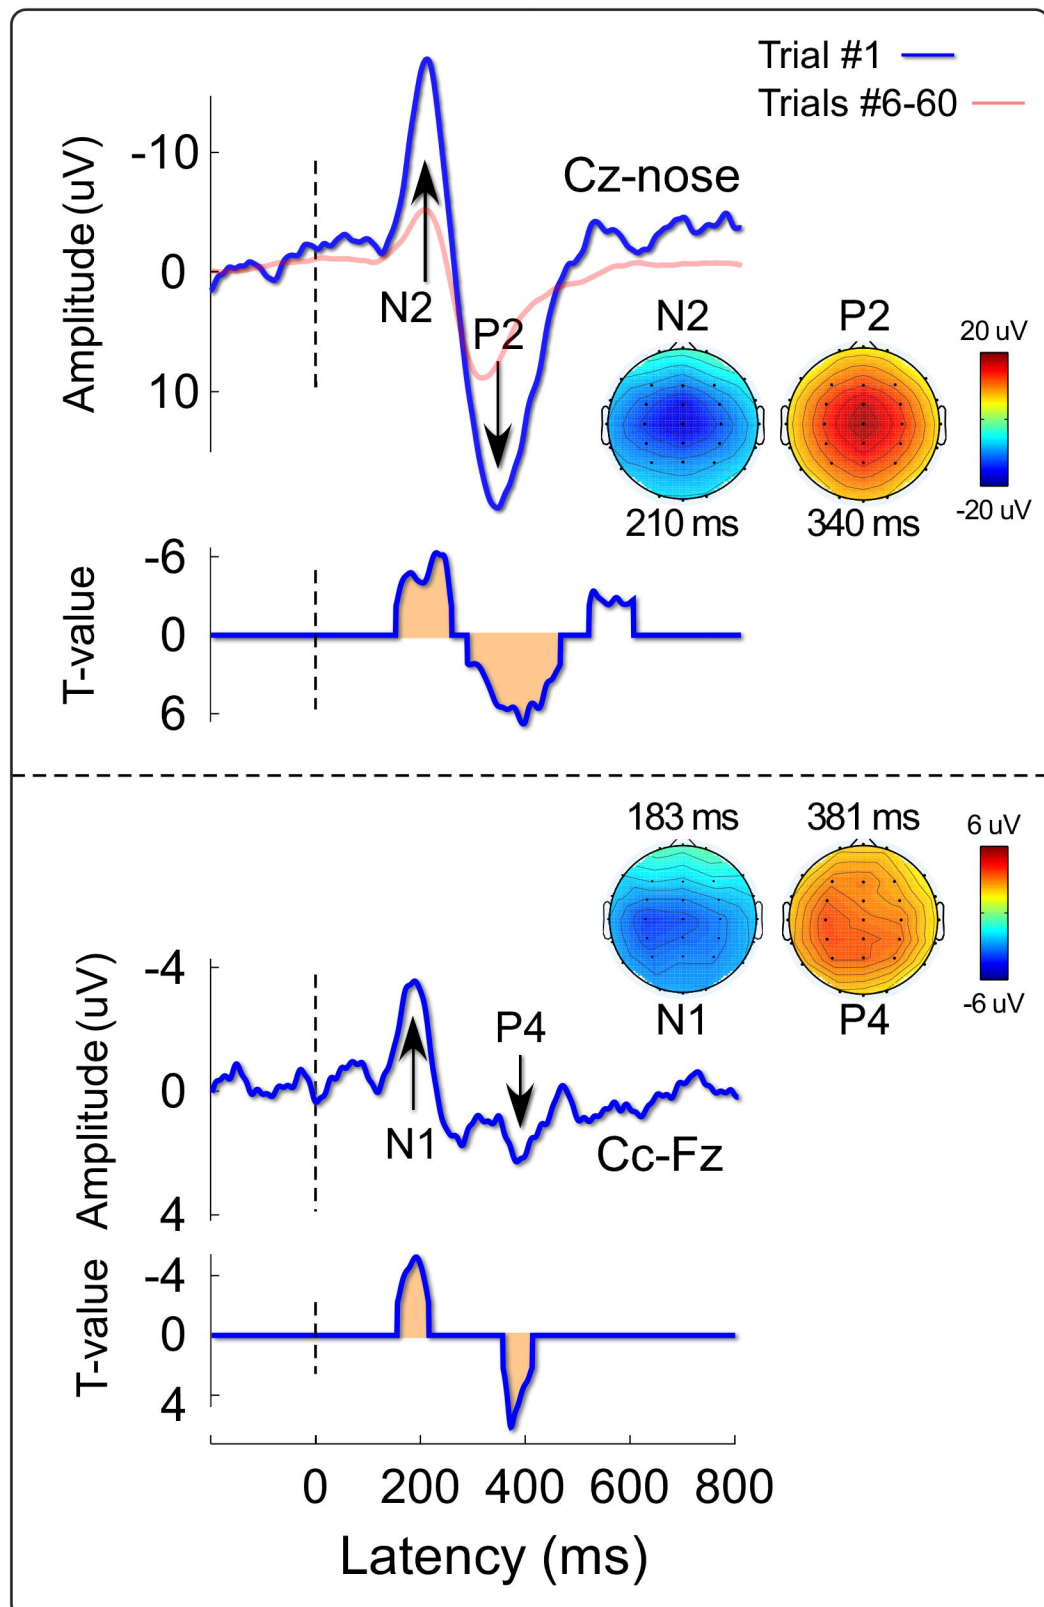 Trial #1
Trials #6-60
Amplitude (uV)
-10
0
10
Cz-nose
N2
P2
N2
P2
20 uV
-20 uV
210 ms
340 ms
T-value
-6
0
6
183 ms
381 ms
6 uV
-6 uV
N1
P4
Amplitude (uV)
-4
0
4
P4
N1
Cc-Fz
T-value
-4
0
4
0
200
400
600
800
Latency (ms)